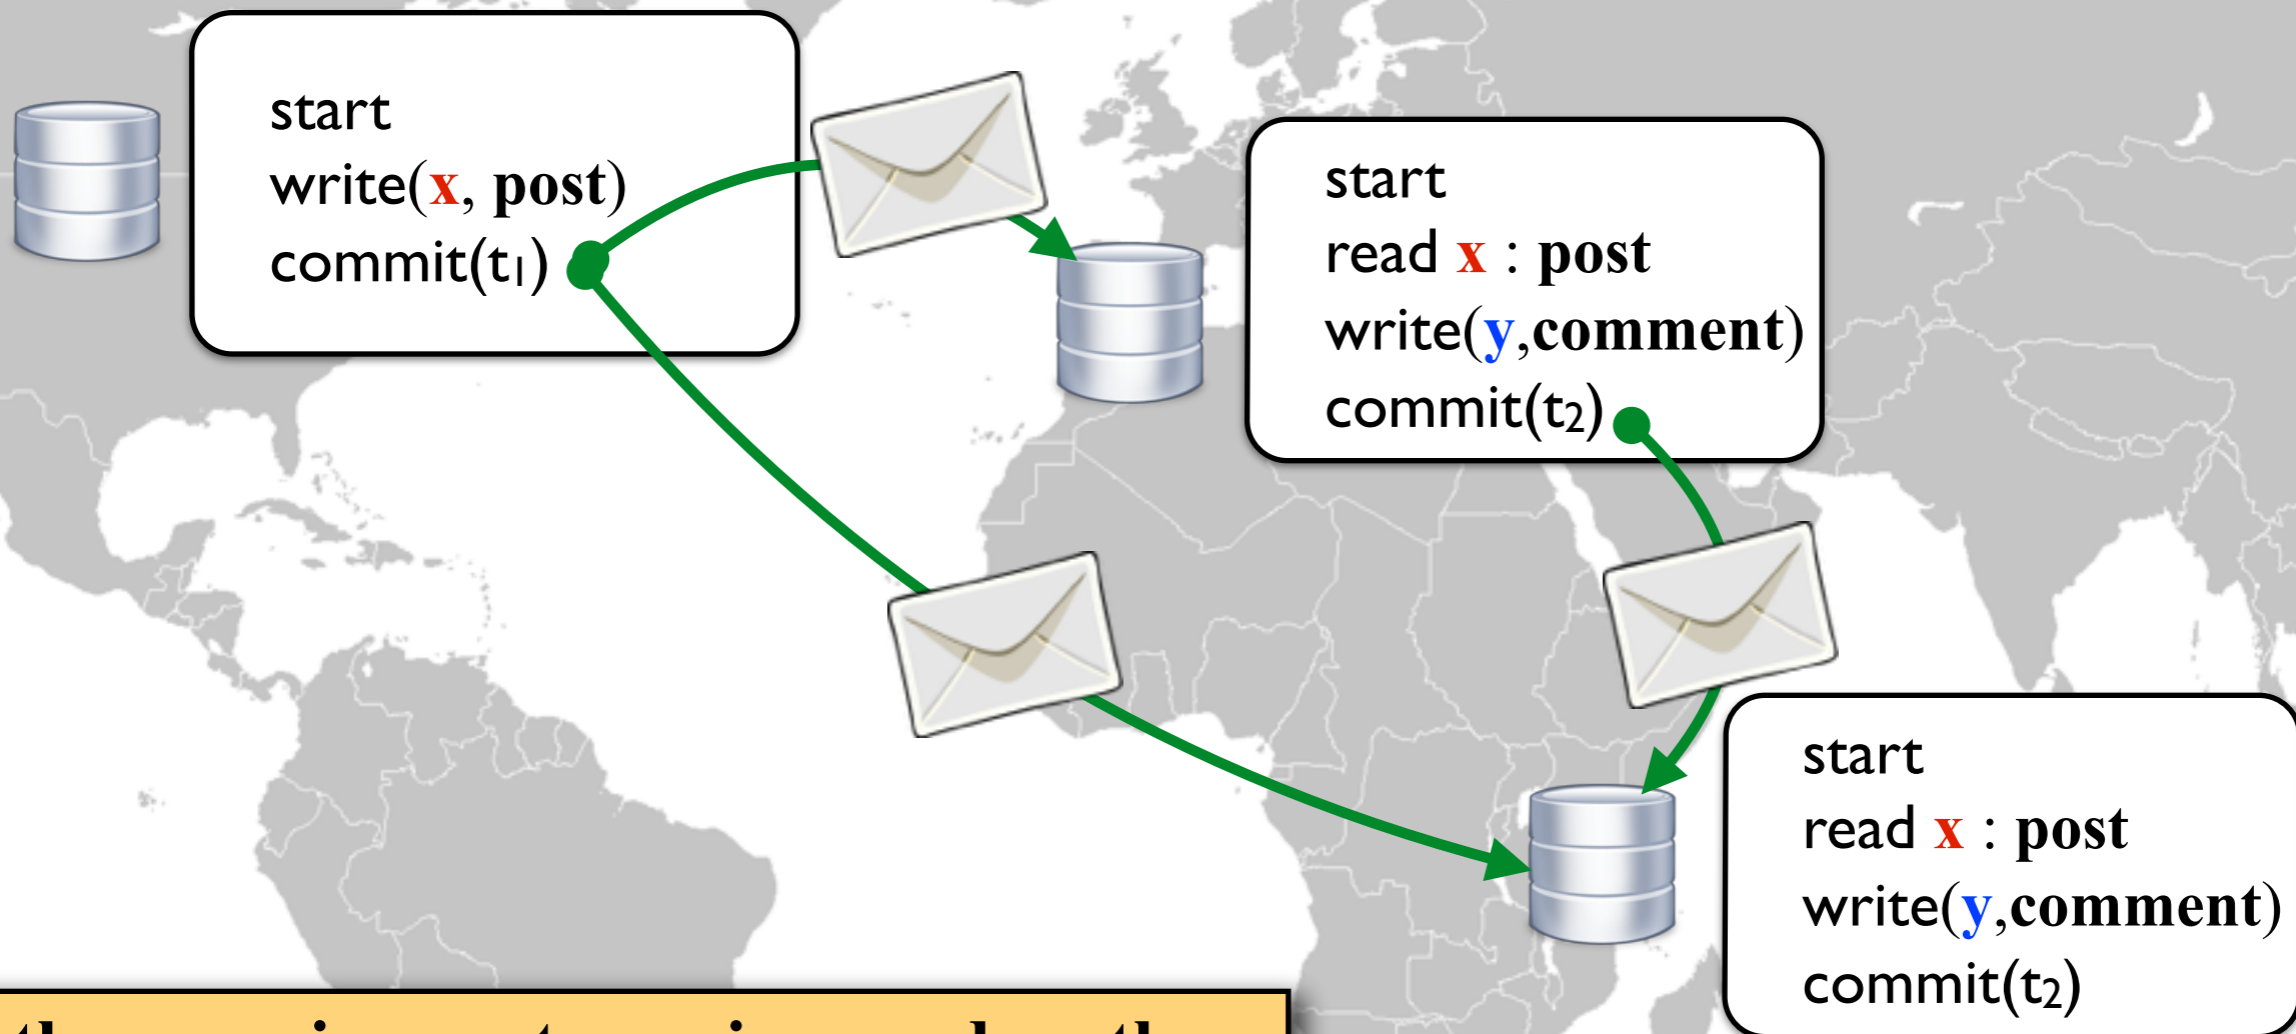 start
write(x, post)
commit(t₁)
start
read x : post
write(y,comment)
commit(t₂)
start
read x : post
write(y,comment)
commit(t₂)